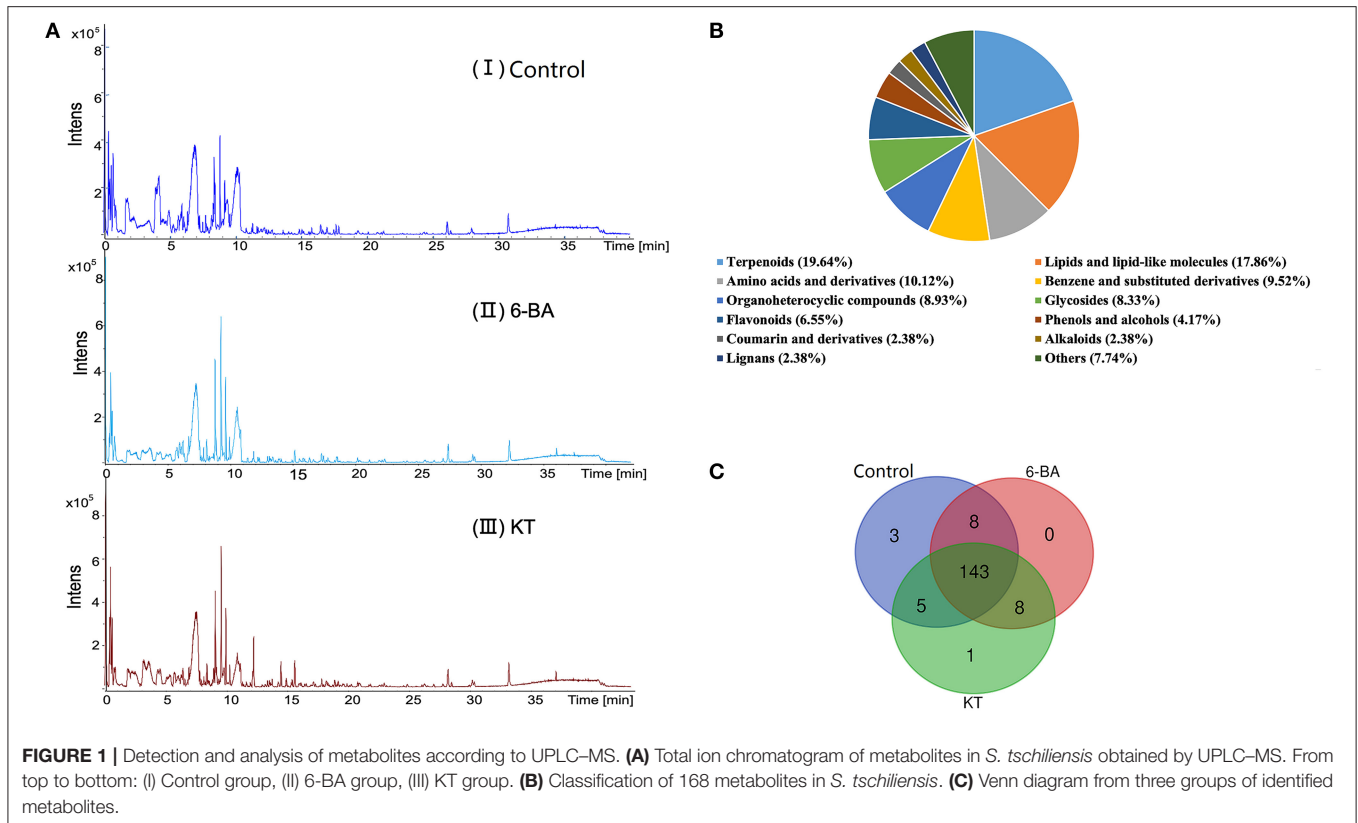 A
x10⁵
Intens
8
6
4
2
(I) Control
0 5 10 15 20 25 30 35 Time [min]
x10⁵
Intens
8
6
4
2
(II) 6-BA
0 5 10 15 20 25 30 35 Time [min]
x10⁵
Intens
8
6
4
2
(III) KT
0 5 10 15 20 25 30 35 Time [min]
B
Terpenoids (19.64%) Lipids and lipid-like molecules (17.86%)
Amino acids and derivatives (10.12%) Benzene and substituted derivatives (9.52%)
Organoheterocyclic compounds (8.93%) Glycosides (8.33%)
Flavonoids (6.55%) Phenols and alcohols (4.17%)
Coumarin and derivatives (2.38%) Alkaloids (2.38%)
Lignans (2.38%) Others (7.74%)
C
Control 6-BA
3 8 0
143
5 8
1
KT
FIGURE 1 | Detection and analysis of metabolites according to UPLC–MS. (A) Total ion chromatogram of metabolites in S. tschiliensis obtained by UPLC–MS. From
top to bottom: (I) Control group, (II) 6-BA group, (III) KT group. (B) Classification of 168 metabolites in S. tschiliensis. (C) Venn diagram from three groups of identified
metabolites.